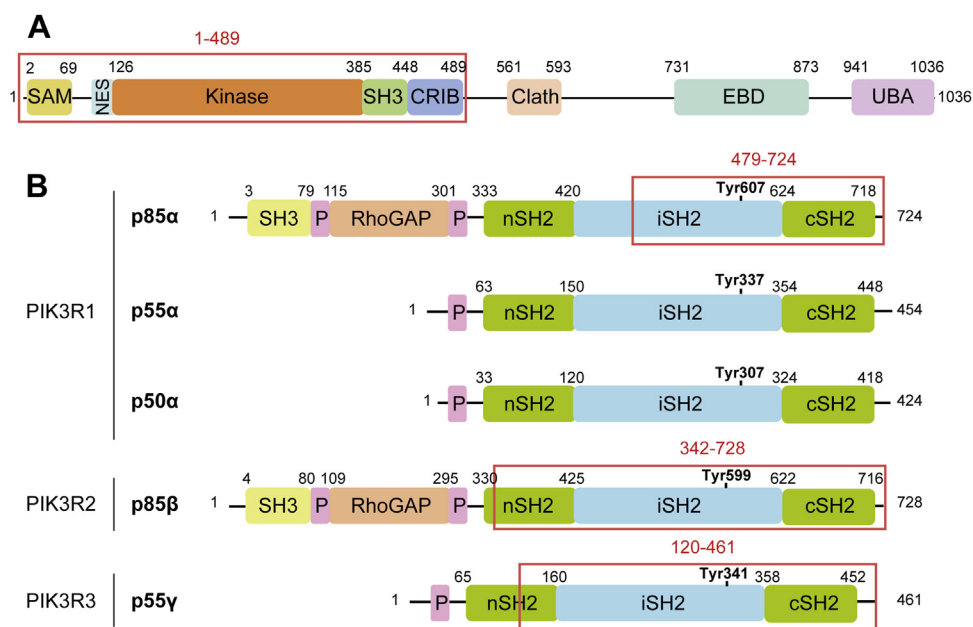 A
1-489
2 69 126 385 448 489 561 593 731 873 941 1036
1 SAM NES Kinase SH3 CRIB Clath EBD UBA 1036
B
479-724
3 79 115 301 333 420 Tyr607 624 718
p85α 1 SH3 P RhoGAP P nSH2 iSH2 cSH2 724
63 150 Tyr337 354 448
PIK3R1 p55α 1 P nSH2 iSH2 cSH2 454
33 120 Tyr307 324 418
p50α 1 P nSH2 iSH2 cSH2 424
342-728
4 80 109 295 330 425 Tyr599 622 716
PIK3R2 p85β 1 SH3 P RhoGAP P nSH2 iSH2 cSH2 728
120-461
65 160 Tyr341 358 452
PIK3R3 p55γ 1 P nSH2 iSH2 cSH2 461